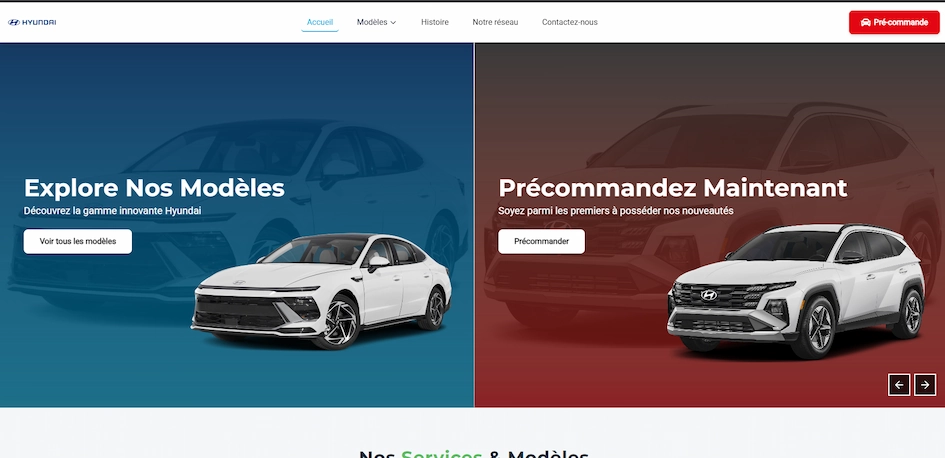 HYUNDAI
Accueil
Modèles
Histoire
Notre réseau
Contactez-nous
Pré-commande
Explore Nos Modèles
Découvrez la gamme innovante Hyundai
Voir tous les modèles
Précommandez Maintenant
Soyez parmi les premiers à posséder nos nouveautés
Précommander
Nos Services & Modèles